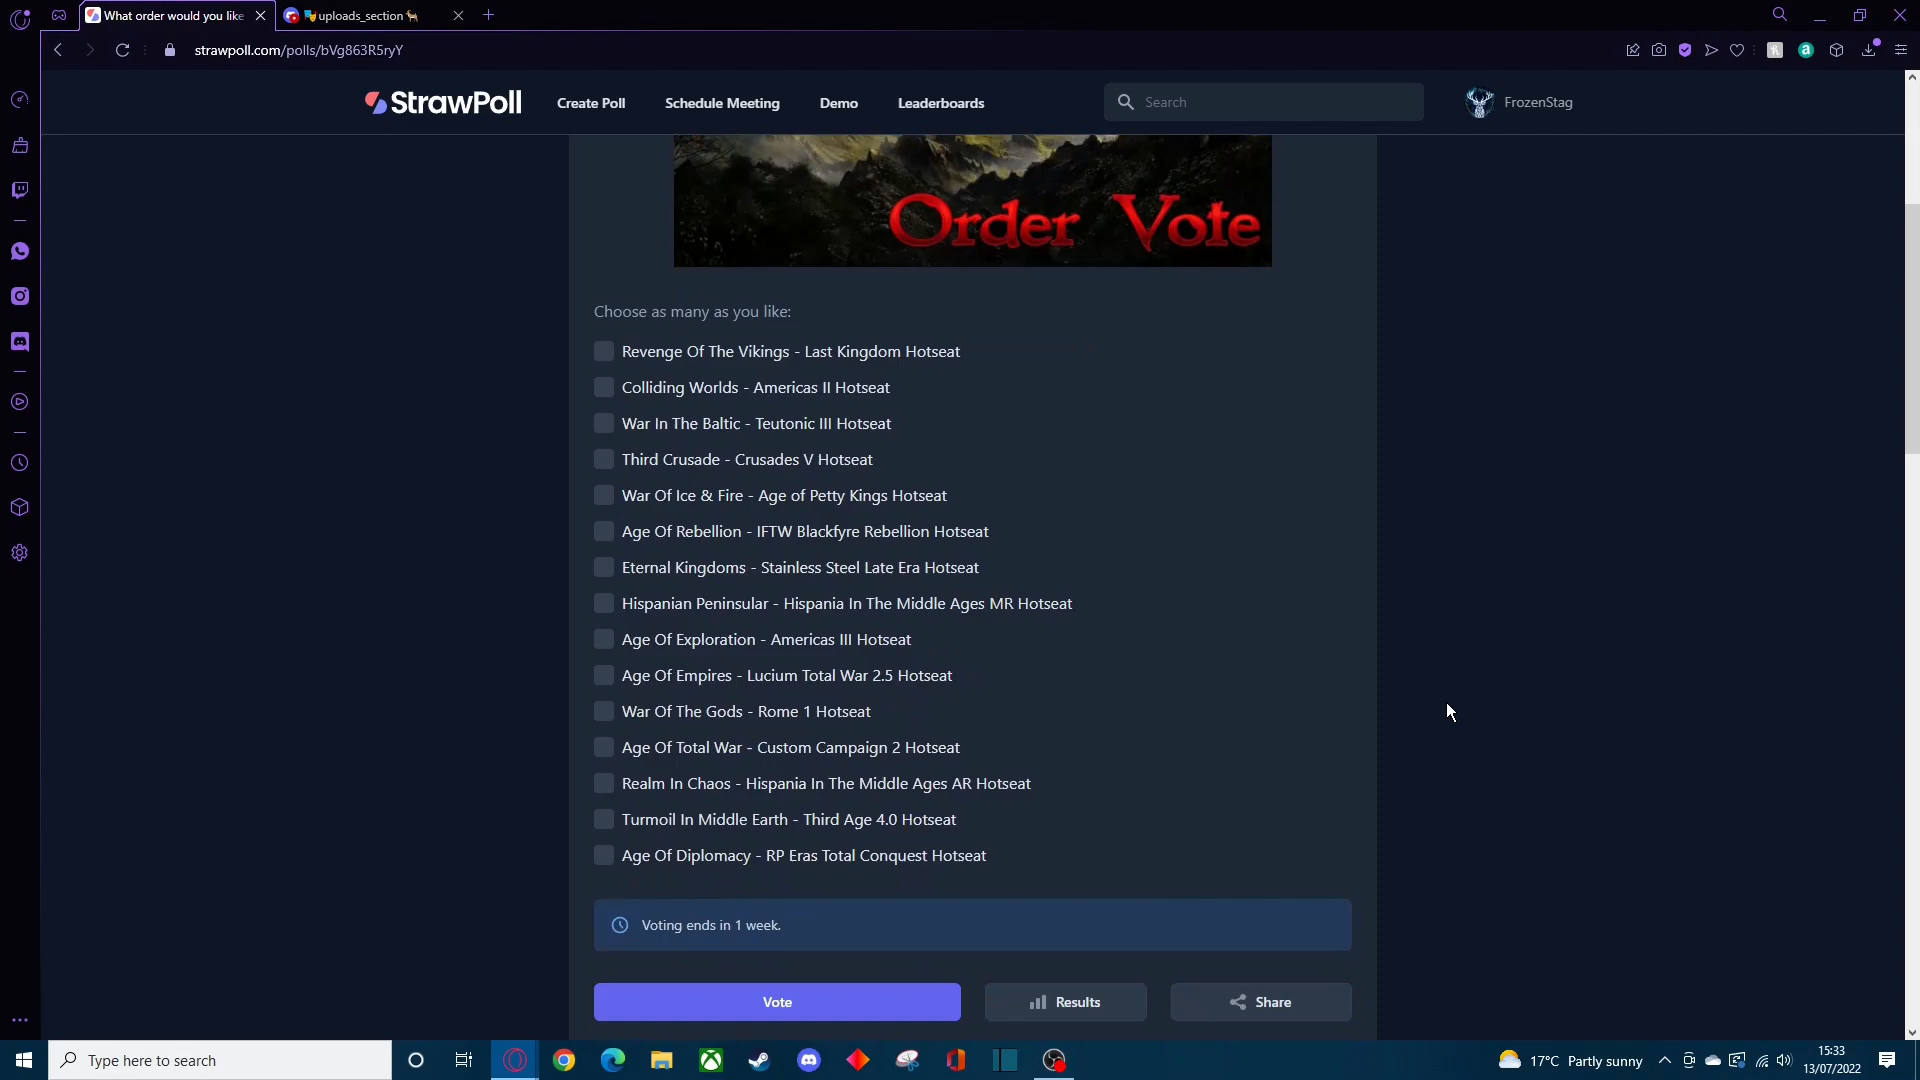 What order would you like
🎭uploads_section🦌
strawpoll.com/polls/bVg863R5ryY
StrawPoll
Create Poll
Schedule Meeting
Demo
Leaderboards
Search
FrozenStag
Order Vote
Choose as many as you like:
Revenge Of The Vikings - Last Kingdom Hotseat
Colliding Worlds - Americas II Hotseat
War In The Baltic - Teutonic III Hotseat
Third Crusade - Crusades V Hotseat
War Of Ice & Fire - Age of Petty Kings Hotseat
Age Of Rebellion - IFTW Blackfyre Rebellion Hotseat
Eternal Kingdoms - Stainless Steel Late Era Hotseat
Hispanian Peninsular - Hispania In The Middle Ages MR Hotseat
Age Of Exploration - Americas III Hotseat
Age Of Empires - Lucium Total War 2.5 Hotseat
War Of The Gods - Rome 1 Hotseat
Age Of Total War - Custom Campaign 2 Hotseat
Realm In Chaos - Hispania In The Middle Ages AR Hotseat
Turmoil In Middle Earth - Third Age 4.0 Hotseat
Age Of Diplomacy - RP Eras Total Conquest Hotseat
Voting ends in 1 week.
Vote
Results
Share
Type here to search
17°C Partly sunny
15:33
13/07/2022